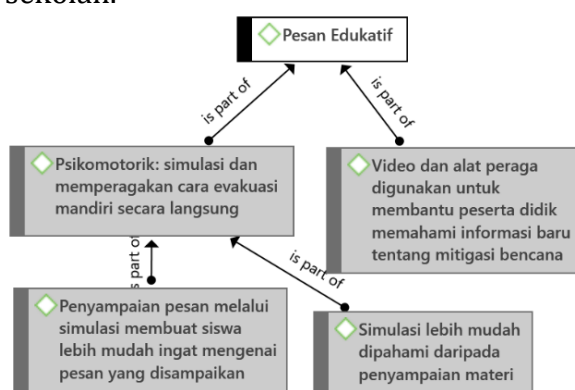 sekolah.
Pesan Edukatif
is part of
is part of
Psikomotorik: simulasi dan
memperagakan cara evakuasi
mandiri secara langsung
Video dan alat peraga
digunakan untuk
membantu peserta didik
memahami informasi baru
tentang mitigasi bencana
is part of
is part of
Penyampaian pesan melalui
simulasi membuat siswa
lebih mudah ingat mengenai
pesan yang disampaikan
Simulasi lebih mudah
dipahami daripada
penyampaian materi